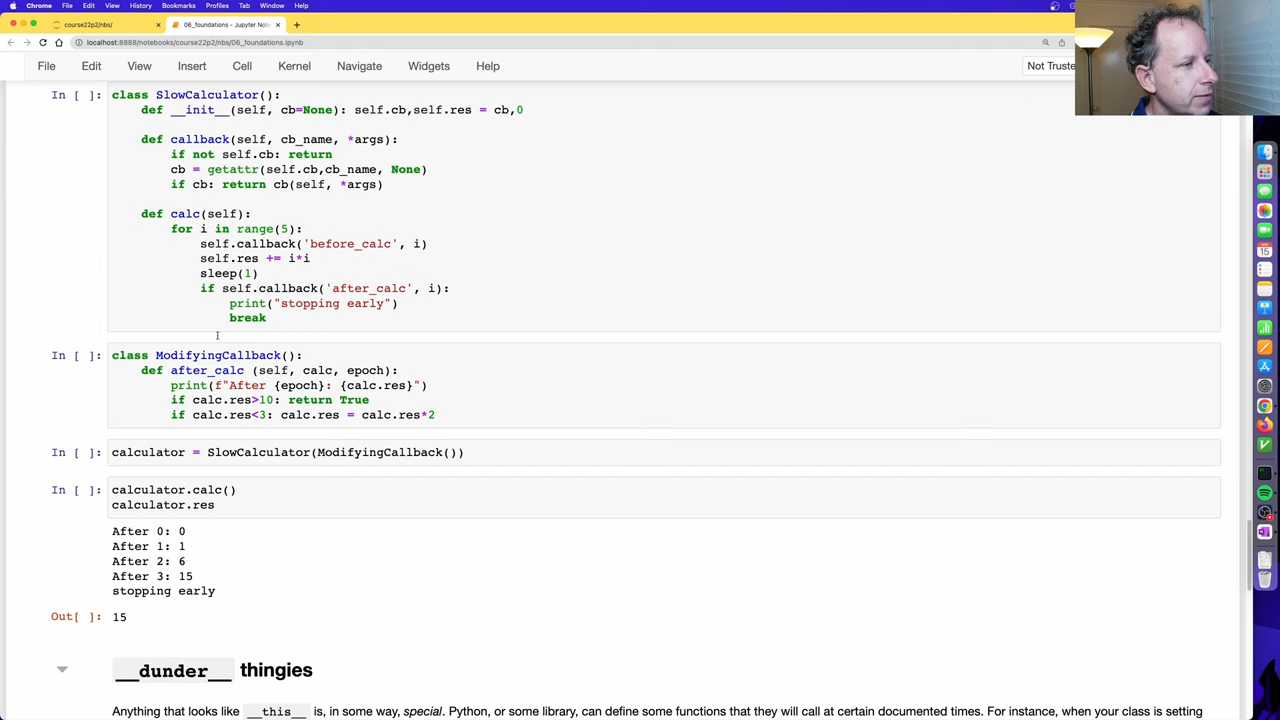 Chrome File Edit View History Bookmarks Profiles Tab Window Help
course22p2/nbs/
06_foundations - Jupyter Not
localhost:8888/notebooks/course22p2/nbs/06_foundations.ipynb
File Edit View Insert Cell Kernel Navigate Widgets Help
Not Truste
In [ ]: class SlowCalculator():
def __init__(self, cb=None): self.cb,self.res = cb,0
def callback(self, cb_name, *args):
if not self.cb: return
cb = getattr(self.cb,cb_name, None)
if cb: return cb(self, *args)
def calc(self):
for i in range(5):
self.callback('before_calc', i)
self.res += i*i
sleep(1)
if self.callback('after_calc', i):
print("stopping early")
break
In [ ]: class ModifyingCallback():
def after_calc (self, calc, epoch):
print(f"After {epoch}: {calc.res}")
if calc.res>10: return True
if calc.res<3: calc.res = calc.res*2
In [ ]: calculator = SlowCalculator(ModifyingCallback())
In [ ]: calculator.calc()
calculator.res
After 0: 0
After 1: 1
After 2: 6
After 3: 15
stopping early
Out[ ]: 15
__dunder__ thingies
Anything that looks like __this__ is, in some way, special. Python, or some library, can define some functions that they will call at certain documented times. For instance, when your class is setting